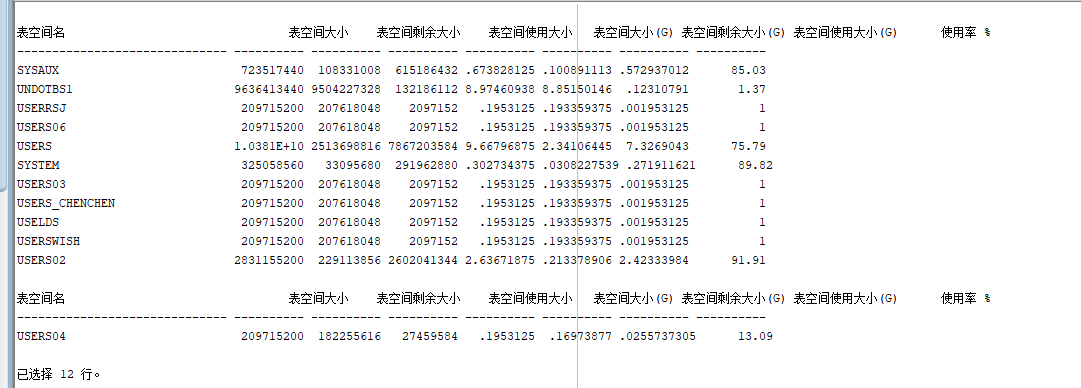 表空间名 表空间大小 表空间剩余大小 表空间使用大小 表空间大小(G) 表空间剩余大小(G) 表空间使用大小(G) 使用率 %
------------------------------ ---------- ---------- ---------- ---------- ---------- ---------- ----------
SYSAUX 723517440 108331008 615186432 .673828125 .100891113 .572937012 85.03
UNDOTBS1 9636413440 9504227328 132186112 8.97460938 8.85150146 .12310791 1.37
USERRSJ 209715200 207618048 2097152 .1953125 .193359375 .001953125 1
USERS06 209715200 207618048 2097152 .1953125 .193359375 .001953125 1
USERS 1.0381E+10 2513698816 7867203584 9.66796875 2.34106445 7.3269043 75.79
SYSTEM 325058560 33095680 291962880 .302734375 .0308227539 .271911621 89.82
USERS03 209715200 207618048 2097152 .1953125 .193359375 .001953125 1
USERS_CHENCHEN 209715200 207618048 2097152 .1953125 .193359375 .001953125 1
USELDS 209715200 207618048 2097152 .1953125 .193359375 .001953125 1
USERSWISH 209715200 207618048 2097152 .1953125 .193359375 .001953125 1
USERS02 2831155200 229113856 2602041344 2.63671875 .213378906 2.42333984 91.91
表空间名 表空间大小 表空间剩余大小 表空间使用大小 表空间大小(G) 表空间剩余大小(G) 表空间使用大小(G) 使用率 %
------------------------------ ---------- ---------- ---------- ---------- ---------- ---------- ----------
USERS04 209715200 182255616 27459584 .1953125 .16973877 .0255737305 13.09
已选择 12 行。